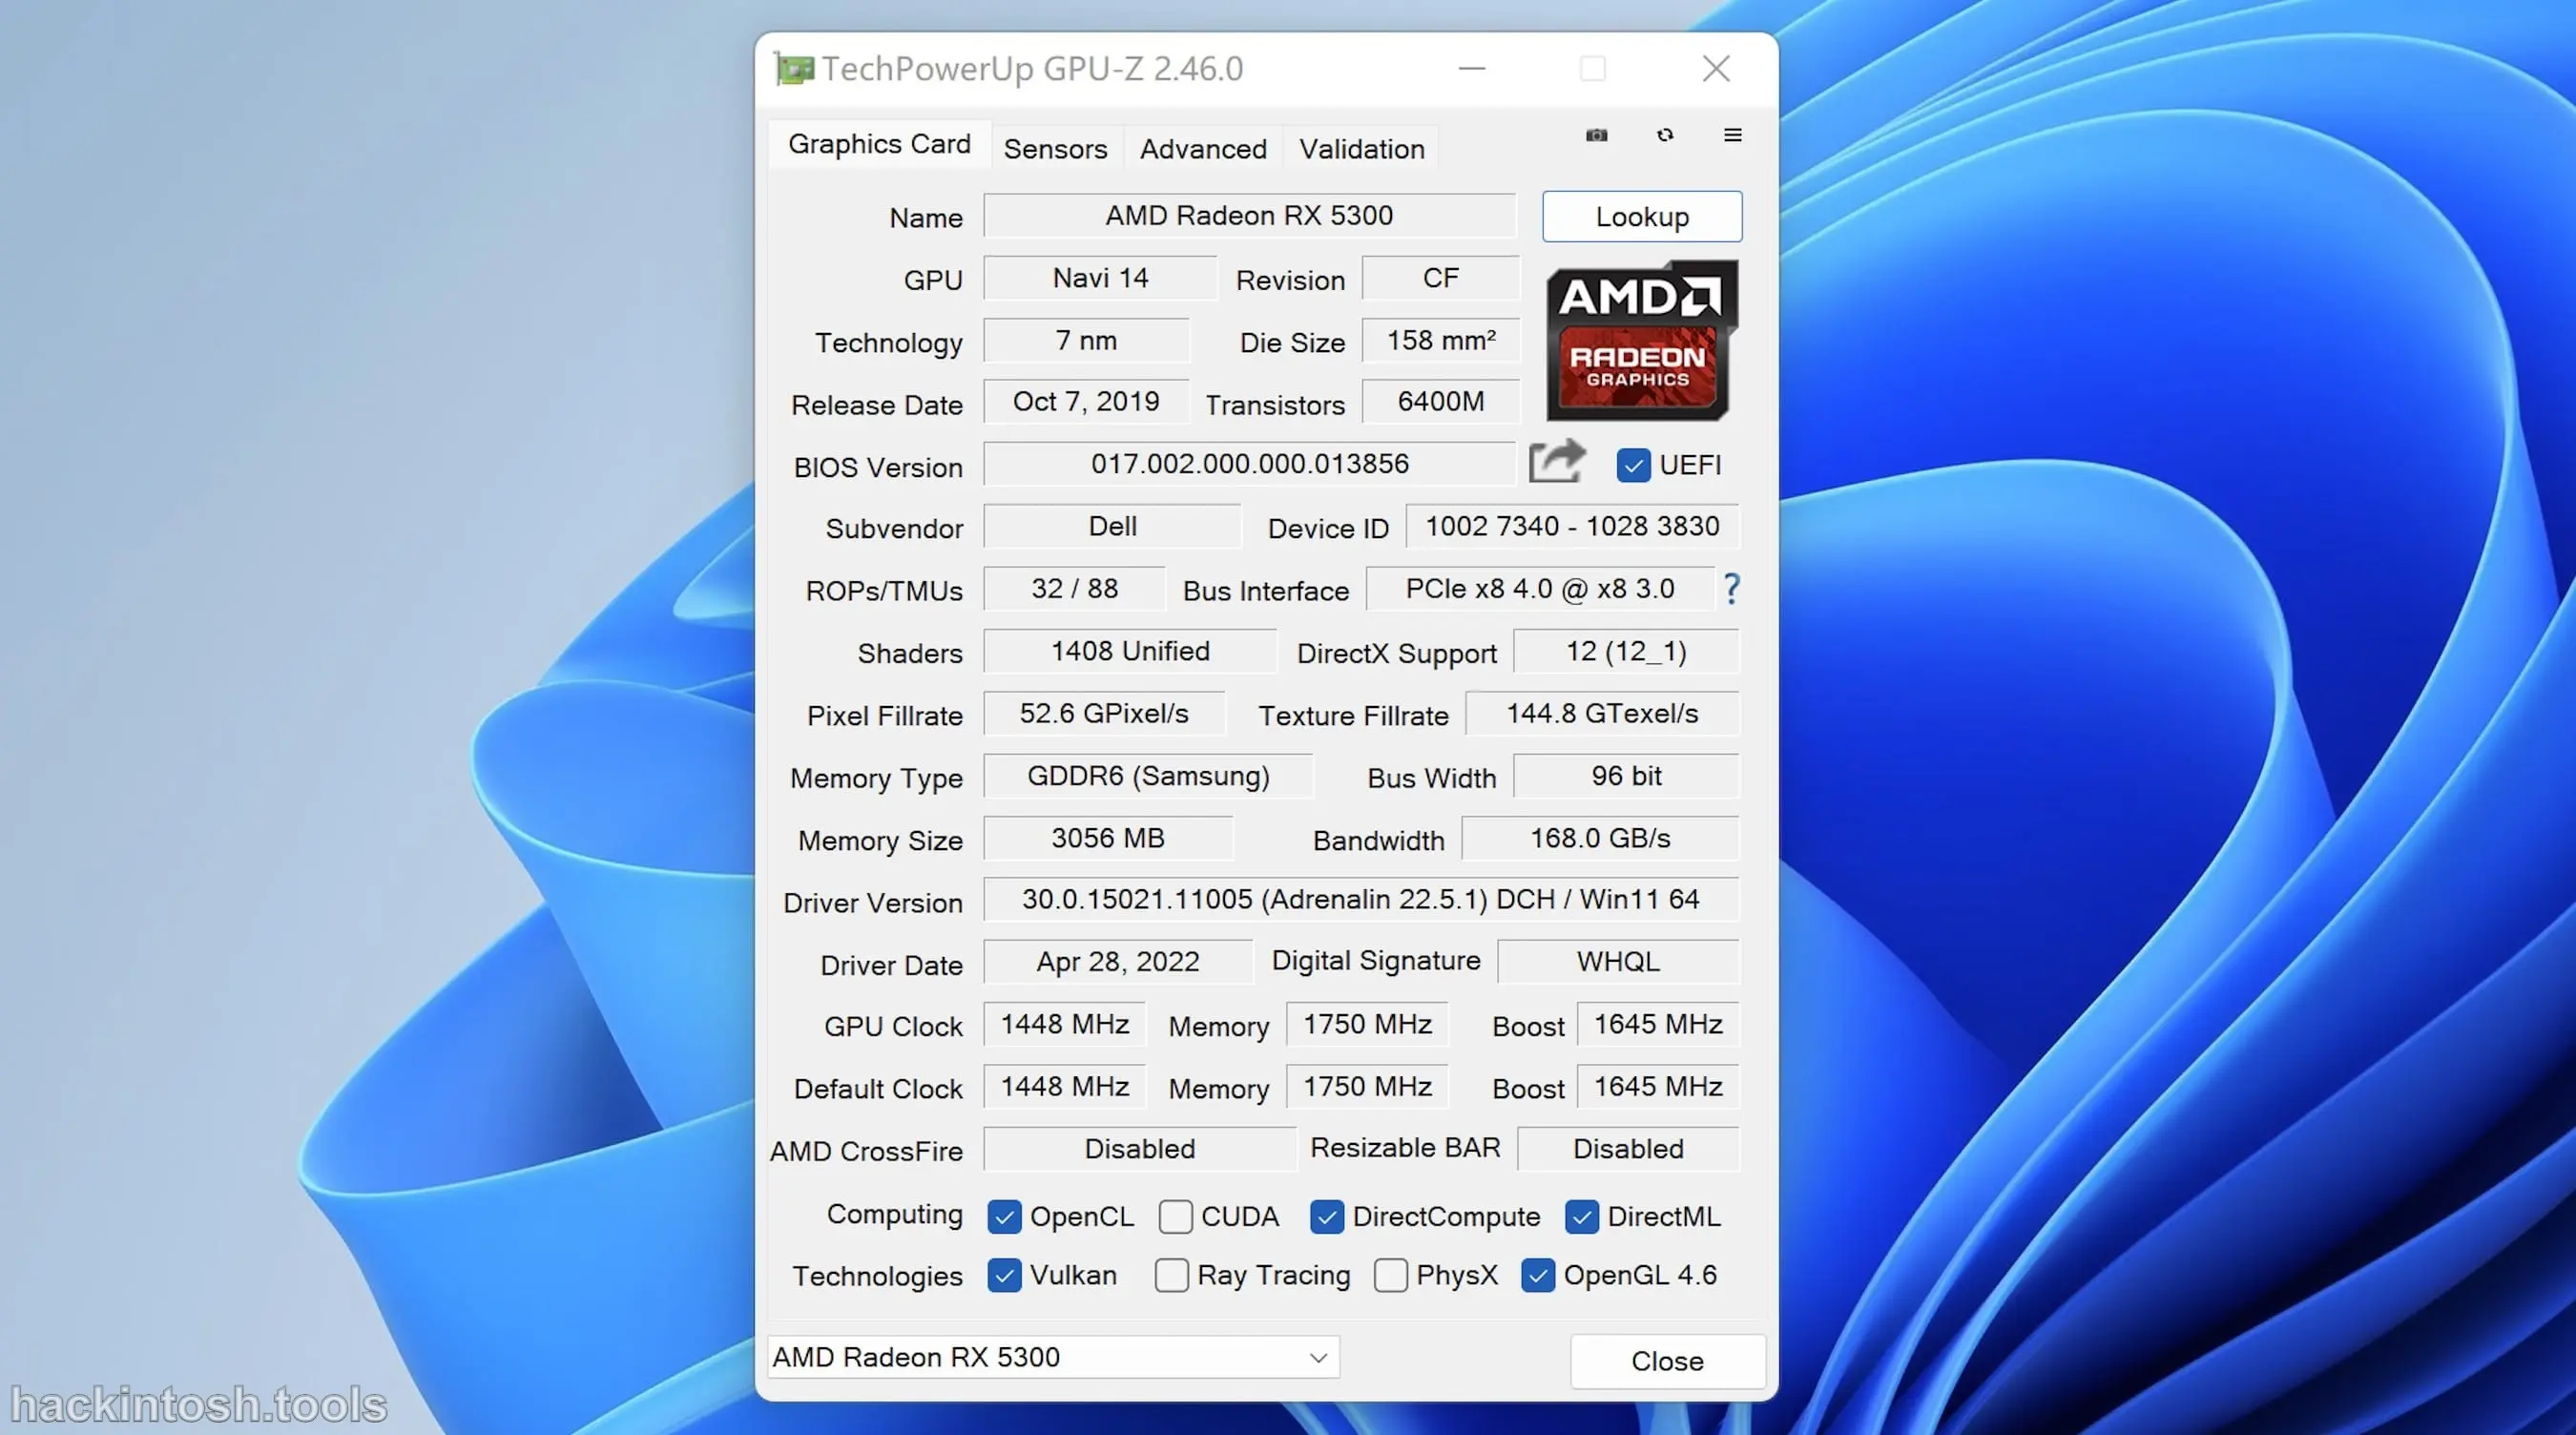 TechPowerUp GPU-Z 2.46.0
Graphics Card Sensors Advanced Validation
Name AMD Radeon RX 5300 Lookup
GPU Navi 14 Revision CF
AMD
RADEON
GRAPHICS
Technology 7 nm Die Size 158 mm²
Release Date Oct 7, 2019 Transistors 6400M
BIOS Version 017.002.000.000.013856 UEFI
Subvendor Dell Device ID 1002 7340 - 1028 3830
ROPs/TMUs 32 / 88 Bus Interface PCIe x8 4.0 @ x8 3.0 ?
Shaders 1408 Unified DirectX Support 12 (12_1)
Pixel Fillrate 52.6 GPixel/s Texture Fillrate 144.8 GTexel/s
Memory Type GDDR6 (Samsung) Bus Width 96 bit
Memory Size 3056 MB Bandwidth 168.0 GB/s
Driver Version 30.0.15021.11005 (Adrenalin 22.5.1) DCH / Win11 64
Driver Date Apr 28, 2022 Digital Signature WHQL
GPU Clock 1448 MHz Memory 1750 MHz Boost 1645 MHz
Default Clock 1448 MHz Memory 1750 MHz Boost 1645 MHz
AMD CrossFire Disabled Resizable BAR Disabled
Computing OpenCL CUDA DirectCompute DirectML
Technologies Vulkan Ray Tracing PhysX OpenGL 4.6
AMD Radeon RX 5300 Close
hackintosh.tools